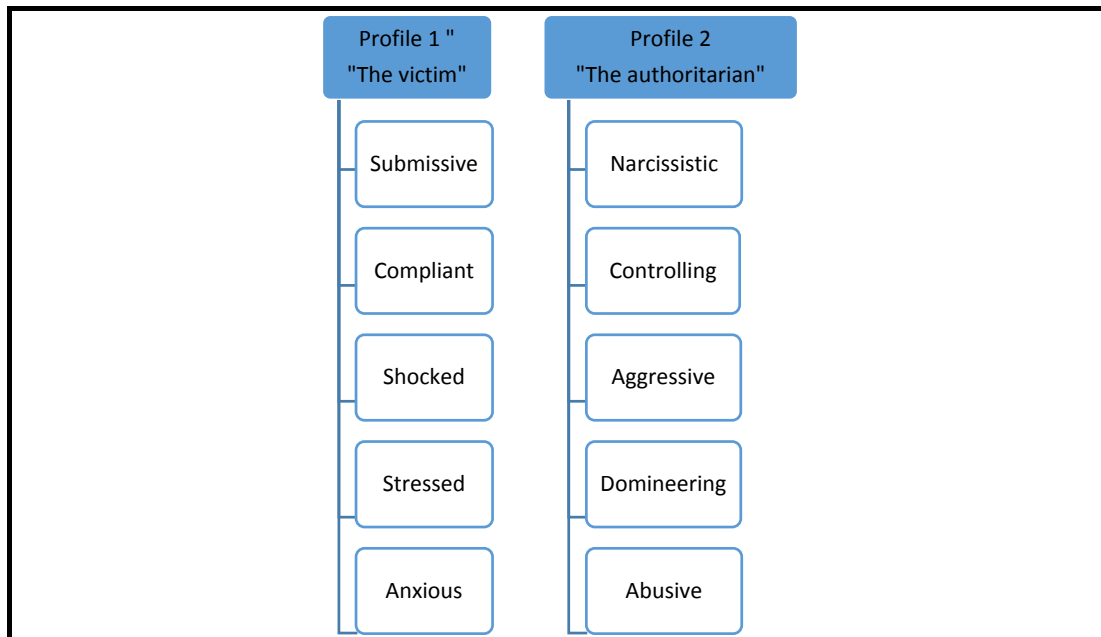 Profile 1 "
"The victim"
Submissive
Compliant
Shocked
Stressed
Anxious
Profile 2
"The authoritarian"
Narcissistic
Controlling
Aggressive
Domineering
Abusive